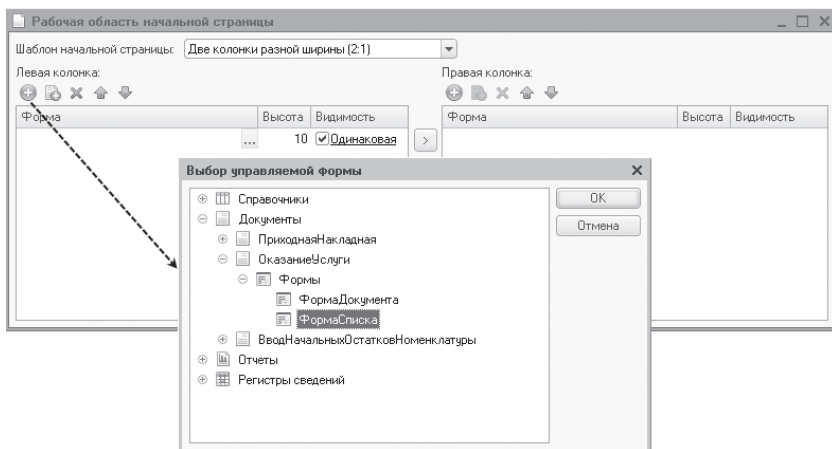 Рабочая область начальной страницы
Шаблон начальной страницы: Две колонки разной ширины (2:1)
Левая колонка:
Правая колонка:
Форма Высота Видимость
Форма Высота Видимость
... 10 Одинаковая
Выбор управляемой формы
Справочники
Документы
ПриходнаяНакладная
ОказаниеУслуги
Формы
ФормаДокумента
ФормаСписка
ВводНачальныхОстатковНоменклатуры
Отчеты
Регистры сведений
OK
Отмена